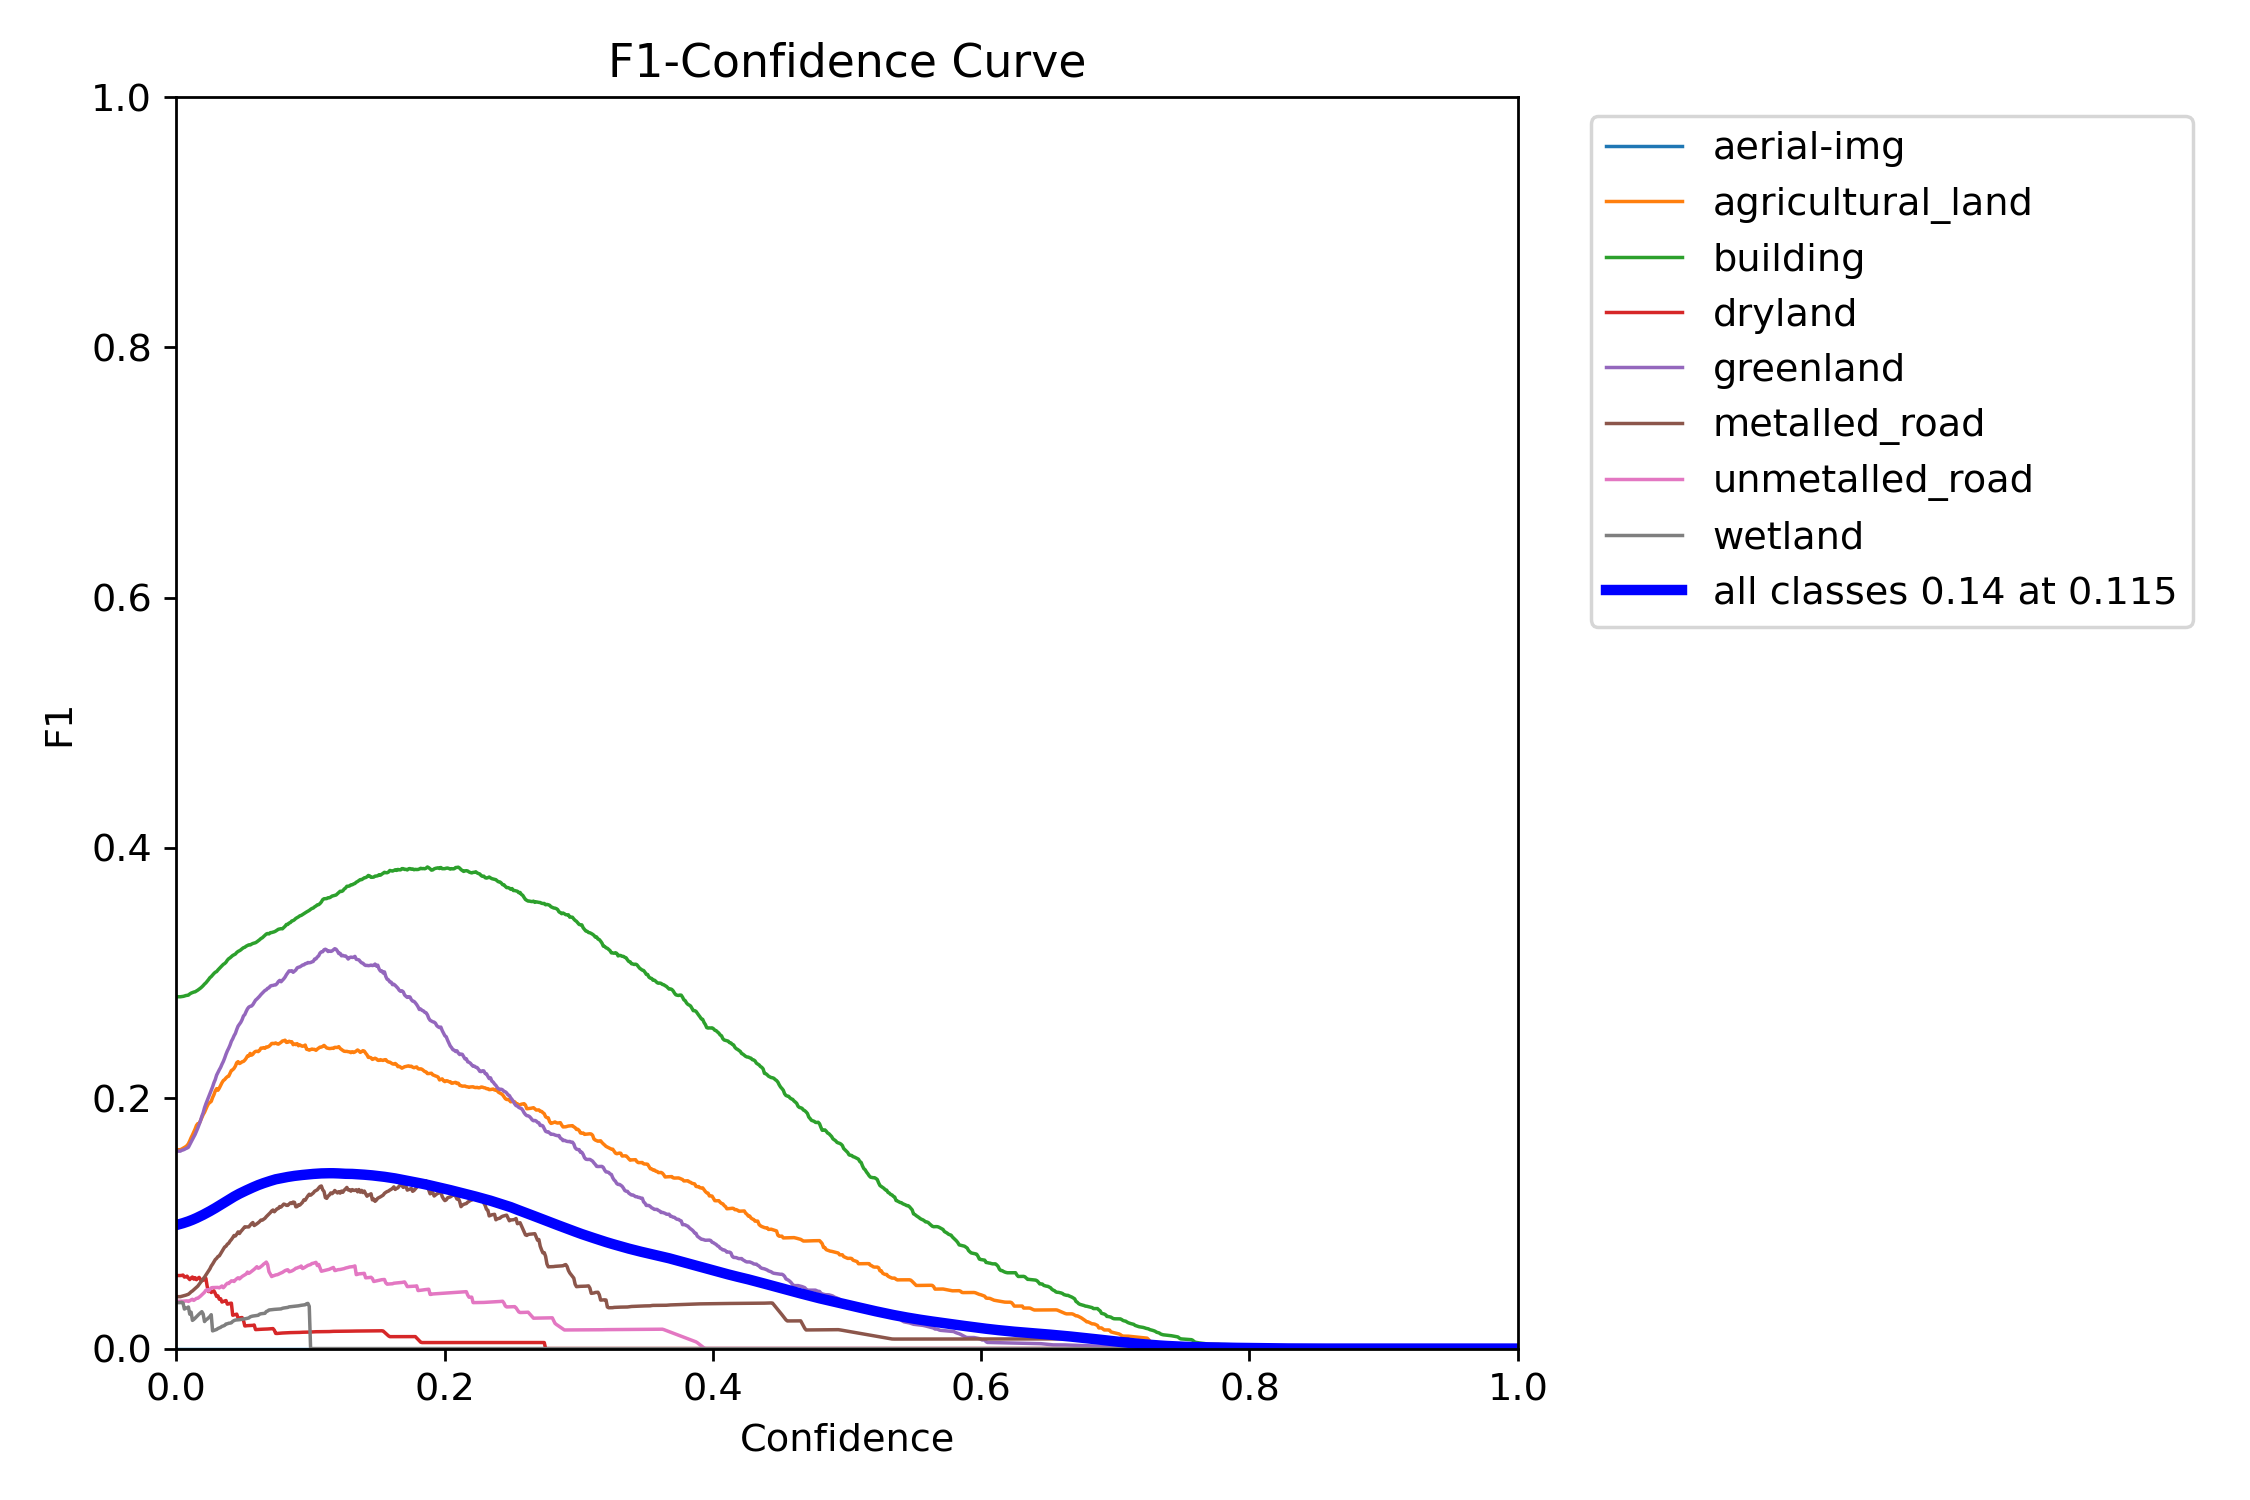 F1-Confidence Curve
1.0
0.8
0.6
0.4
0.2
0.0
F1
0.0 0.2 0.4 0.6 0.8 1.0
Confidence
aerial-img
agricultural_land
building
dryland
greenland
metalled_road
unmetalled_road
wetland
all classes 0.14 at 0.115